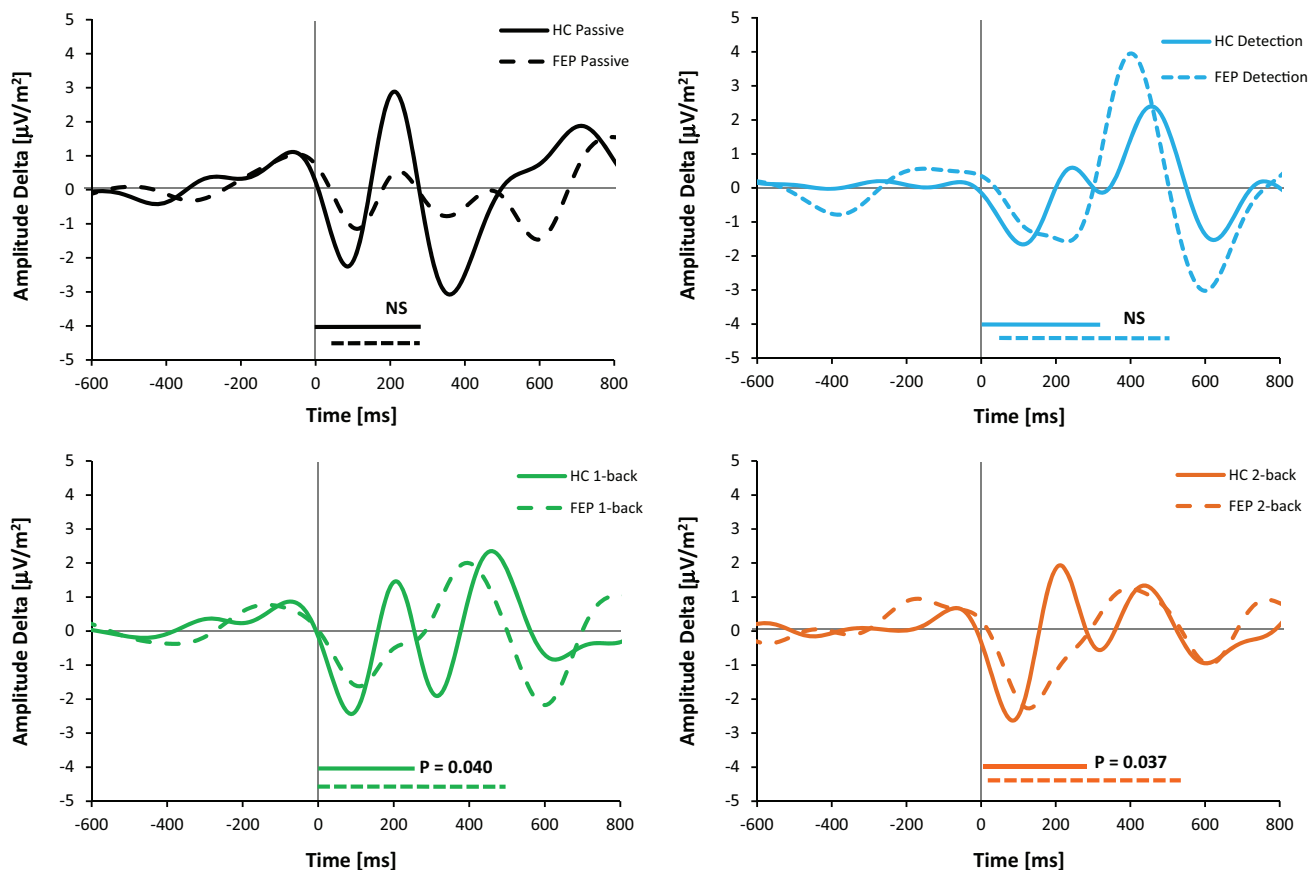 HC Passive
FEP Passive
Amplitude Delta [µV/m²]
5
4
3
2
1
0
-1
-2
-3
-4
-5
NS
-600 -400 -200 0 200 400 600 800
Time [ms]
HC Detection
FEP Detection
Amplitude Delta [µV/m²]
5
4
3
2
1
0
-1
-2
-3
-4
-5
NS
-600 -400 -200 0 200 400 600 800
Time [ms]
HC 1-back
FEP 1-back
Amplitude Delta [µV/m²]
5
4
3
2
1
0
-1
-2
-3
-4
-5
P = 0.040
-600 -400 -200 0 200 400 600 800
Time [ms]
HC 2-back
FEP 2-back
Amplitude Delta [µV/m²]
5
4
3
2
1
0
-1
-2
-3
-4
-5
P = 0.037
-600 -400 -200 0 200 400 600 800
Time [ms]